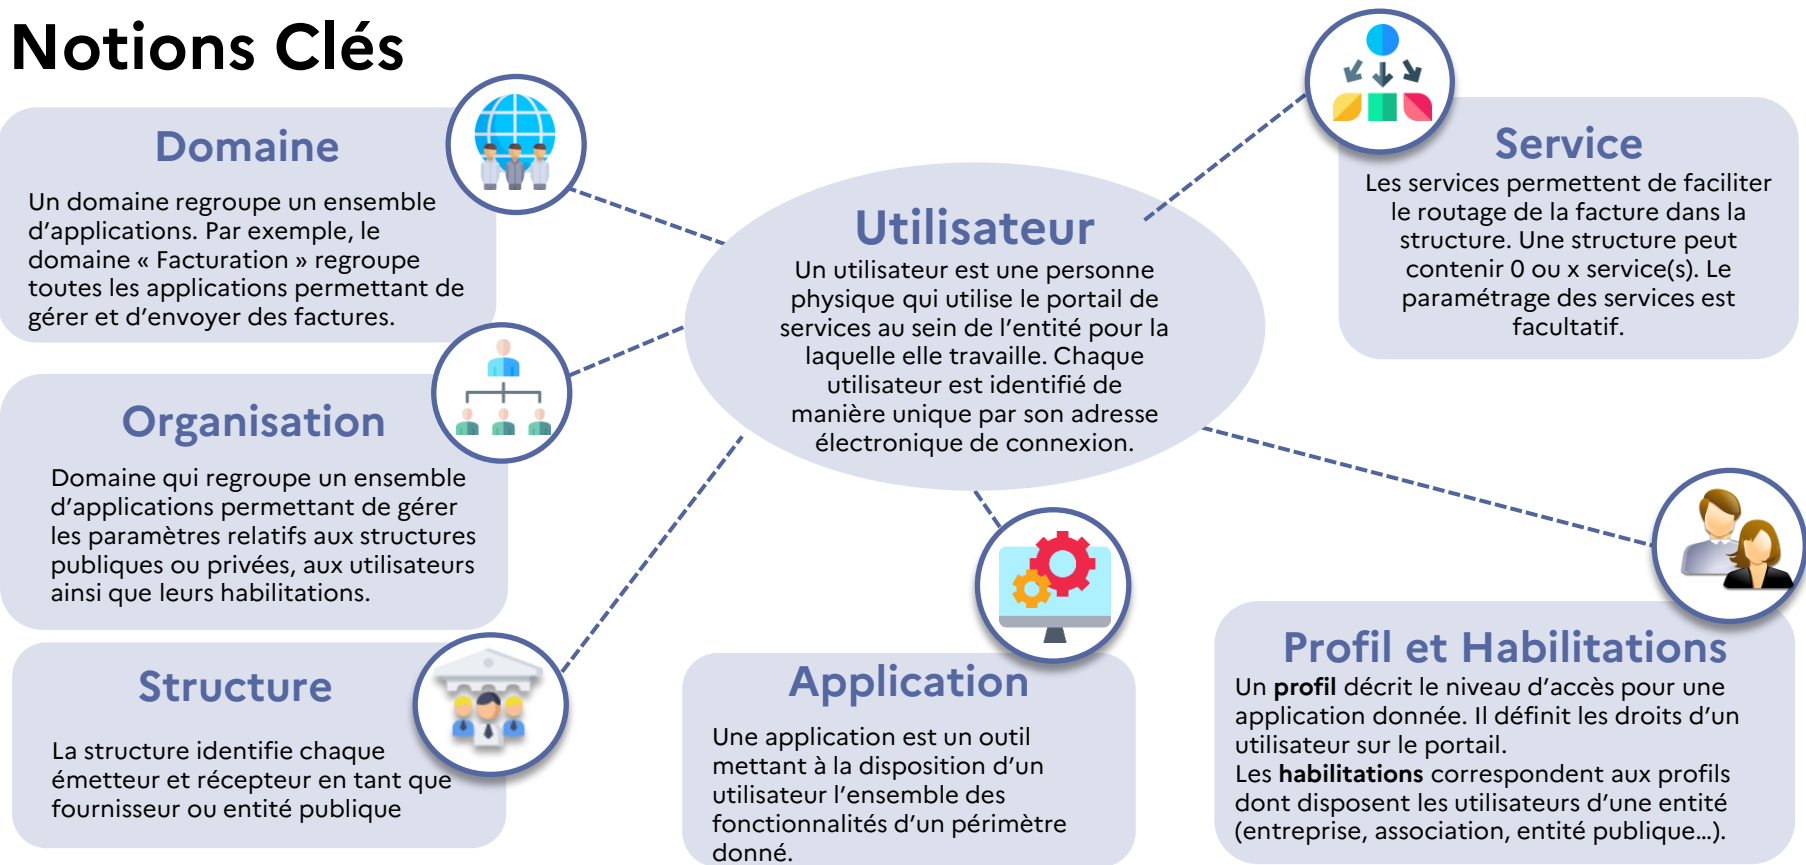 Notions Clés
Domaine
Un domaine regroupe un ensemble
d’applications. Par exemple, le
domaine « Facturation » regroupe
toutes les applications permettant de
gérer et d’envoyer des factures.
Organisation
Domaine qui regroupe un ensemble
d’applications permettant de gérer
les paramètres relatifs aux structures
publiques ou privées, aux utilisateurs
ainsi que leurs habilitations.
Structure
La structure identifie chaque
émetteur et récepteur en tant que
fournisseur ou entité publique
Utilisateur
Un utilisateur est une personne
physique qui utilise le portail de
services au sein de l’entité pour la
laquelle elle travaille. Chaque
utilisateur est identifié de
manière unique par son adresse
électronique de connexion.
Application
Une application est un outil
mettant à la disposition d’un
utilisateur l’ensemble des
fonctionnalités d’un périmètre
donné.
Service
Les services permettent de faciliter
le routage de la facture dans la
structure. Une structure peut
contenir 0 ou x service(s). Le
paramétrage des services est
facultatif.
Profil et Habilitations
Un profil décrit le niveau d’accès pour une
application donnée. Il définit les droits d’un
utilisateur sur le portail.
Les habilitations correspondent aux profils
dont disposent les utilisateurs d’une entité
(entreprise, association, entité publique…).